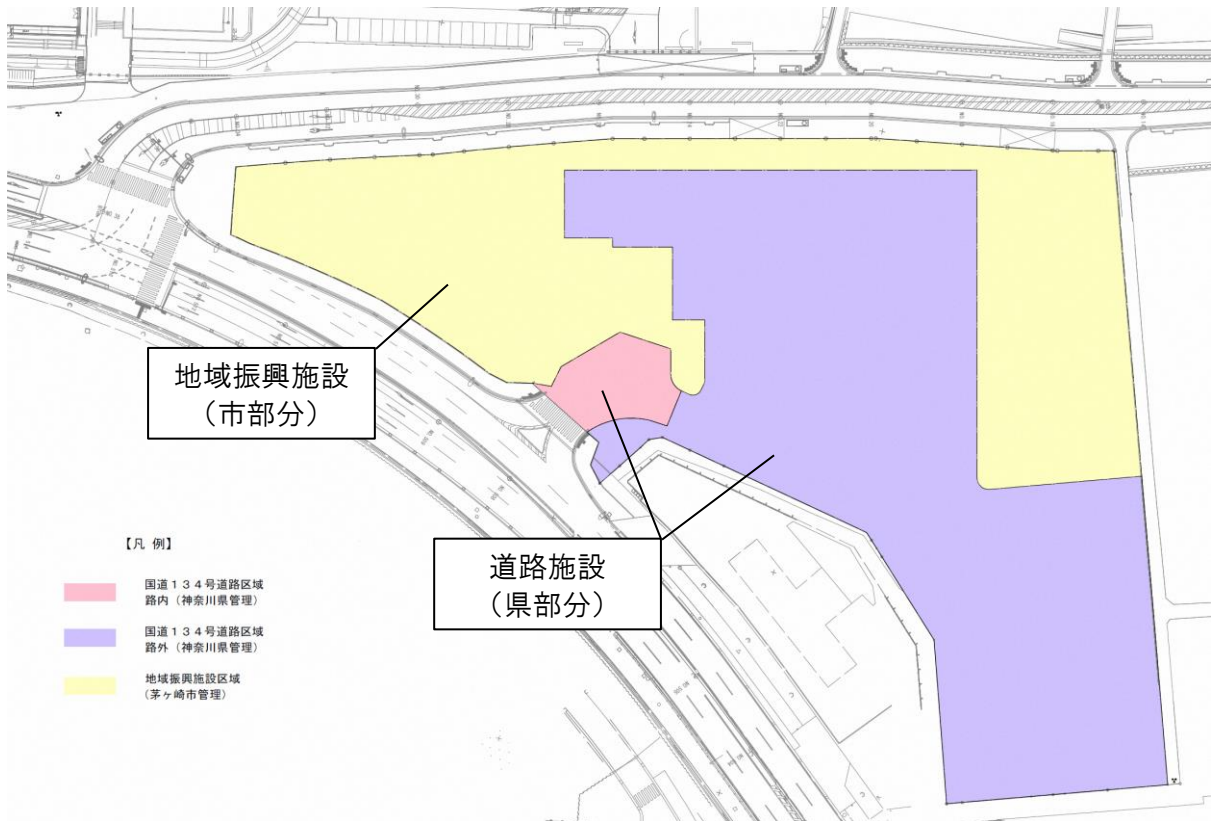 地域振興施設
（市部分）
道路施設
（県部分）
【凡 例】
国道１３４号道路区域
路内（神奈川県管理）
国道１３４号道路区域
路外（神奈川県管理）
地域振興施設区域
（茅ヶ崎市管理）